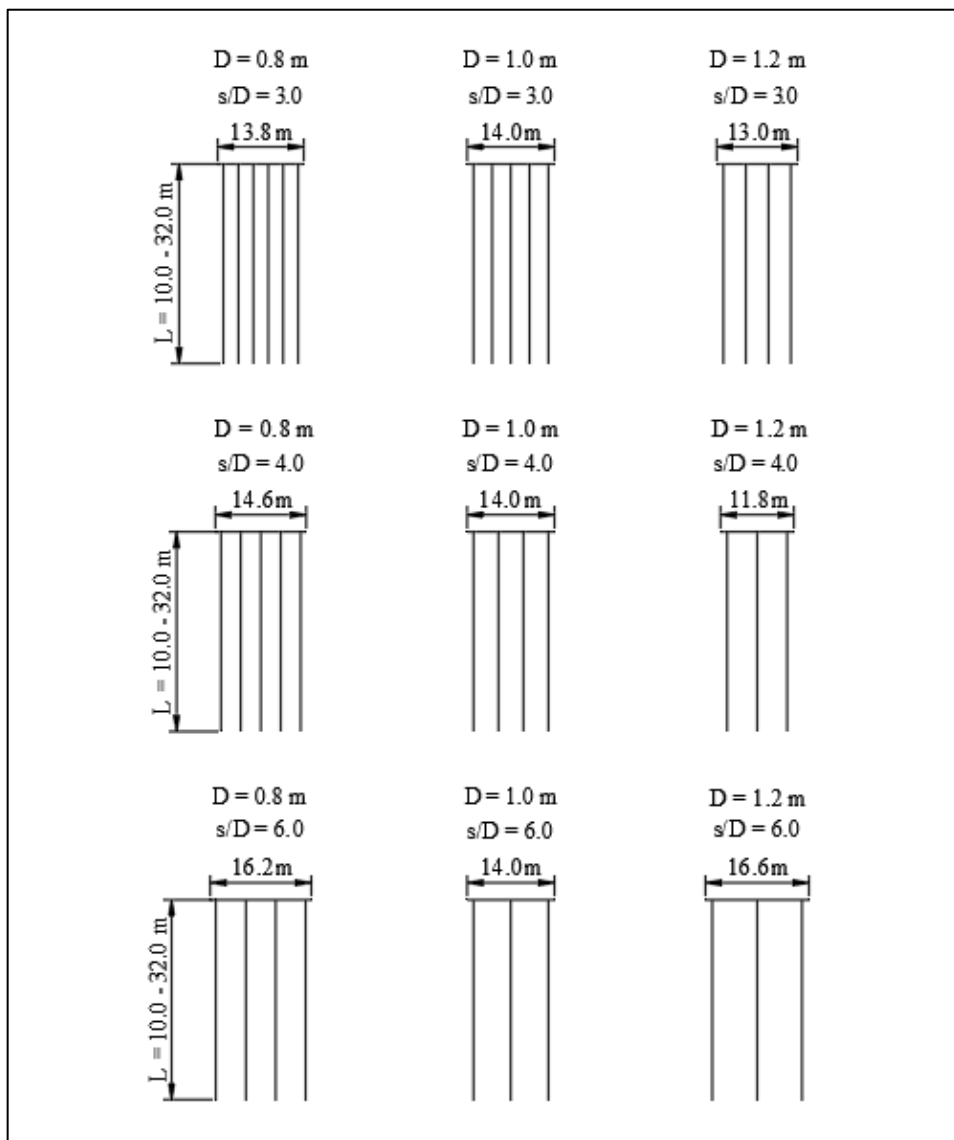 D = 0.8 m
s/D = 3.0
13.8 m
L = 10.0 - 32.0 m
D = 1.0 m
s/D = 3.0
14.0 m
D = 1.2 m
s/D = 3.0
13.0 m
D = 0.8 m
s/D = 4.0
14.6 m
L = 10.0 - 32.0 m
D = 1.0 m
s/D = 4.0
14.0 m
D = 1.2 m
s/D = 4.0
11.8 m
D = 0.8 m
s/D = 6.0
16.2 m
L = 10.0 - 32.0 m
D = 1.0 m
s/D = 6.0
14.0 m
D = 1.2 m
s/D = 6.0
16.6 m